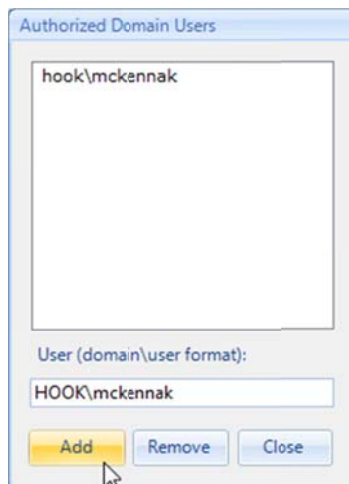 Authorized Domain Users
hook\mckennak
User (domain\user format):
HOOK\mckennak
Add Remove Close